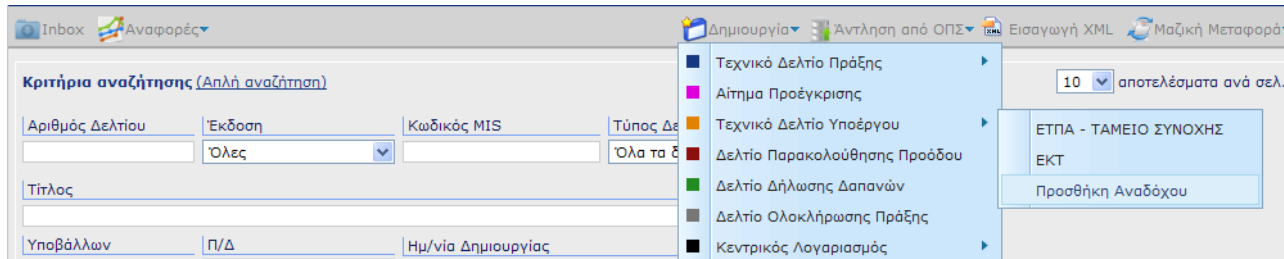 Inbox Αναφορές Δημιουργία Άντληση από ΟΠΣ Εισαγωγή XML Μαζική Μεταφορά
Κριτήρια αναζήτησης (Απλή αναζήτηση)
10 αποτελέσματα ανά σελ.
Αριθμός Δελτίου Έκδοση Κωδικός MIS Τύπος Δε
Όλες Όλα τα δ
Τίτλος
Υποβάλλων Π/Δ Ημ/νία Δημιουργίας
Τεχνικό Δελτίο Πράξης
Αίτημα Προέγκρισης
Τεχνικό Δελτίο Υποέργου
Δελτίο Παρακολούθησης Προόδου
Δελτίο Δήλωσης Δαπανών
Δελτίο Ολοκλήρωσης Πράξης
Κεντρικός Λογαριασμός
ΕΤΠΑ - ΤΑΜΕΙΟ ΣΥΝΟΧΗΣ
ΕΚΤ
Προσθήκη Αναδόχου